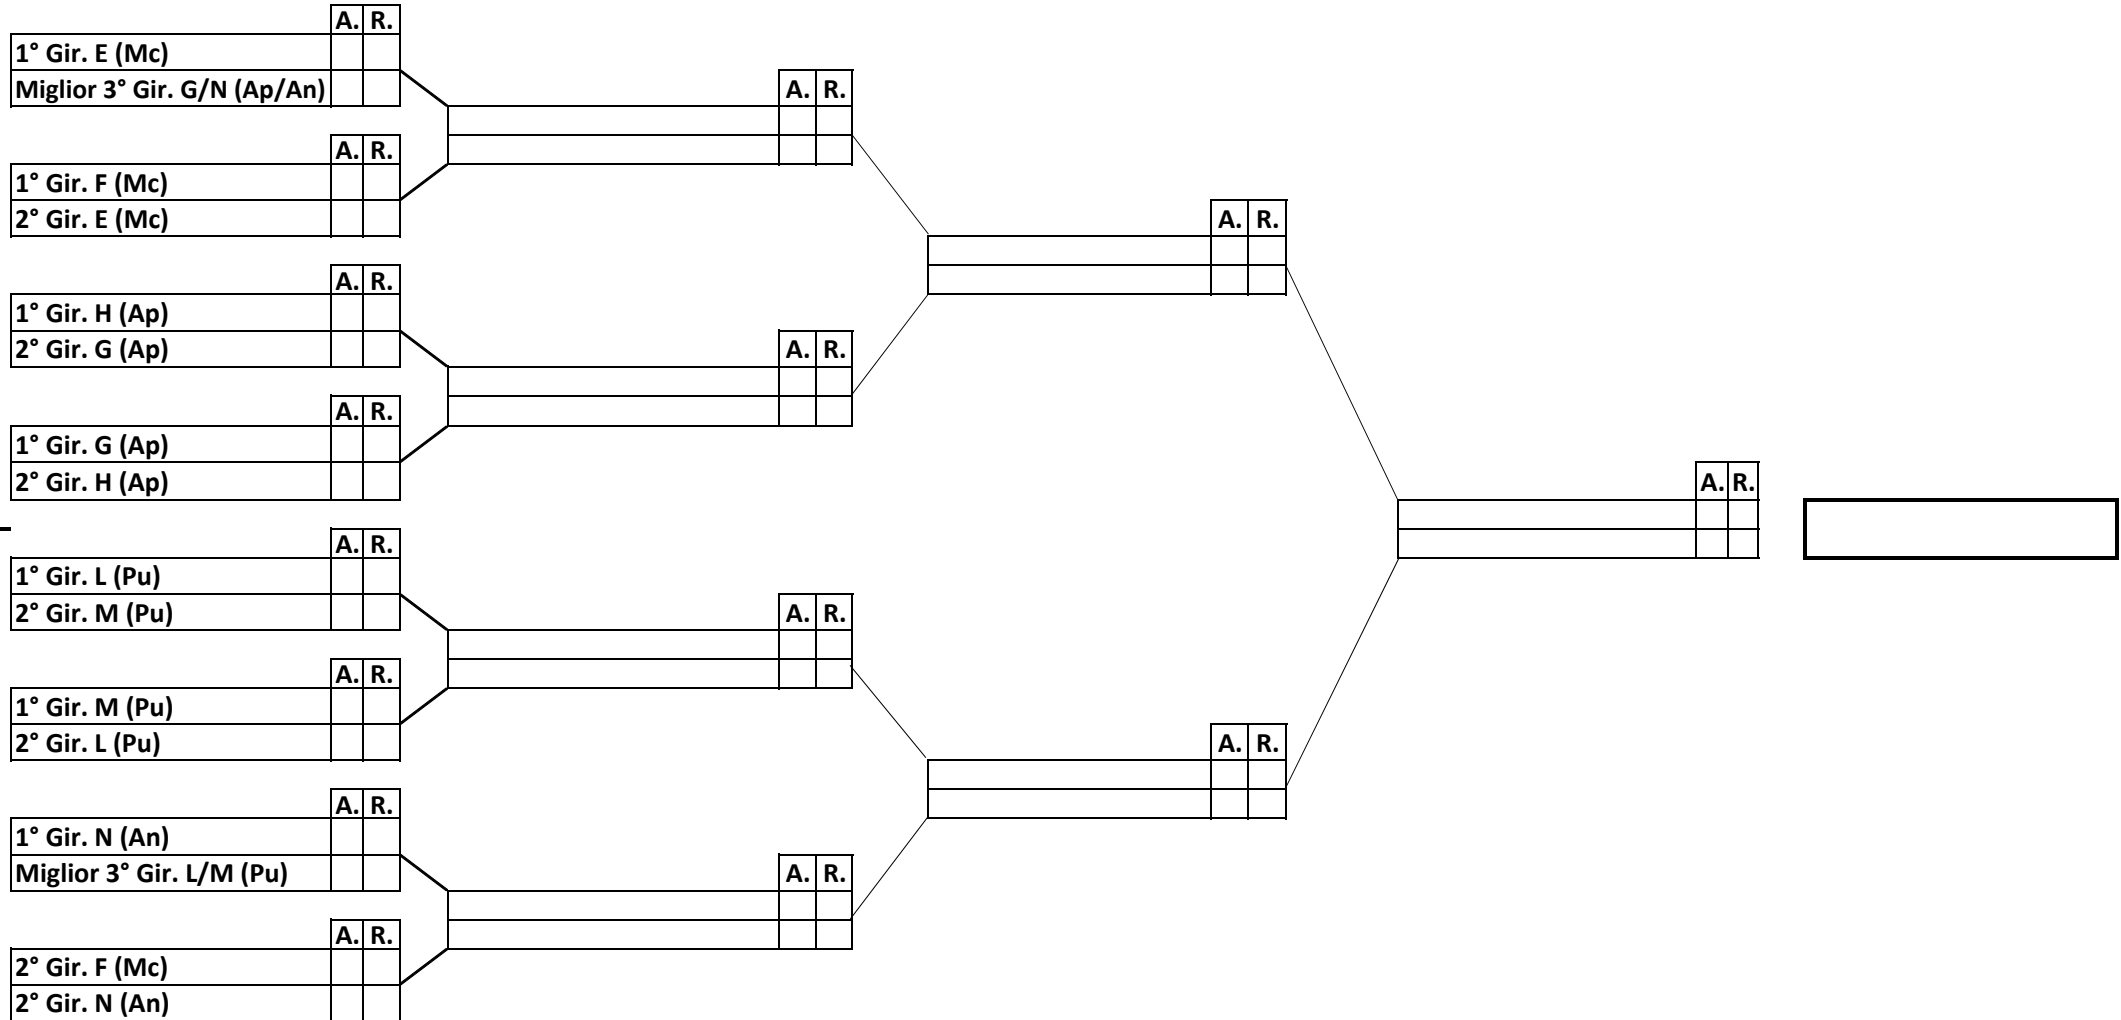 A. R.
1° Gir. E (Mc)
Miglior 3° Gir. G/N (Ap/An)
A. R.
A. R.
1° Gir. F (Mc)
2° Gir. E (Mc)
A. R.
A. R.
1° Gir. H (Ap)
2° Gir. G (Ap)
A. R.
A. R.
1° Gir. G (Ap)
2° Gir. H (Ap)
A. R.
A. R.
1° Gir. L (Pu)
2° Gir. M (Pu)
A. R.
A. R.
1° Gir. M (Pu)
2° Gir. L (Pu)
A. R.
A. R.
1° Gir. N (An)
Miglior 3° Gir. L/M (Pu)
A. R.
A. R.
2° Gir. F (Mc)
2° Gir. N (An)